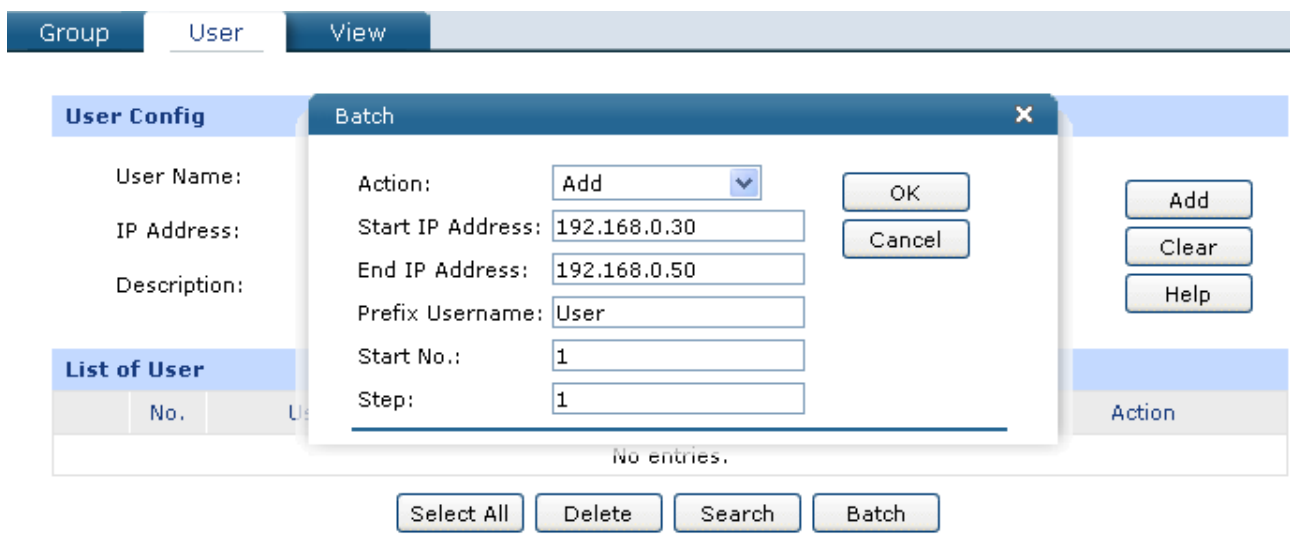 Group User View
User Config
Batch
User Name:
IP Address:
Description:
Action: Add
Start IP Address: 192.168.0.30
End IP Address: 192.168.0.50
Prefix Username: User
Start No.: 1
Step: 1
OK
Cancel
Add
Clear
Help
List of User
No. Action
No entries.
Select All Delete Search Batch